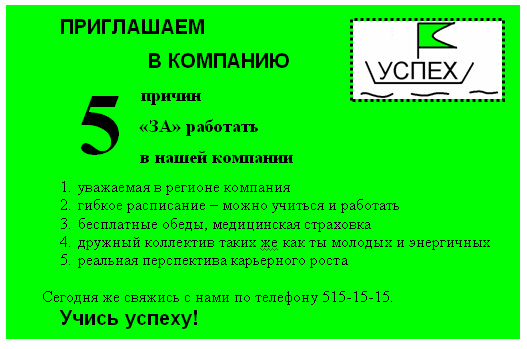 ПРИГЛАШАЕМ
В КОМПАНИЮ
УСПЕХ
5
причин
«ЗА» работать
в нашей компании
1. уважаемая в регионе компания
2. гибкое расписание – можно учиться и работать
3. бесплатные обеды, медицинская страховка
4. дружный коллектив таких же как ты молодых и энергичных
5. реальная перспектива карьерного роста
Сегодня же свяжись с нами по телефону 515-15-15.
Учись успеху!